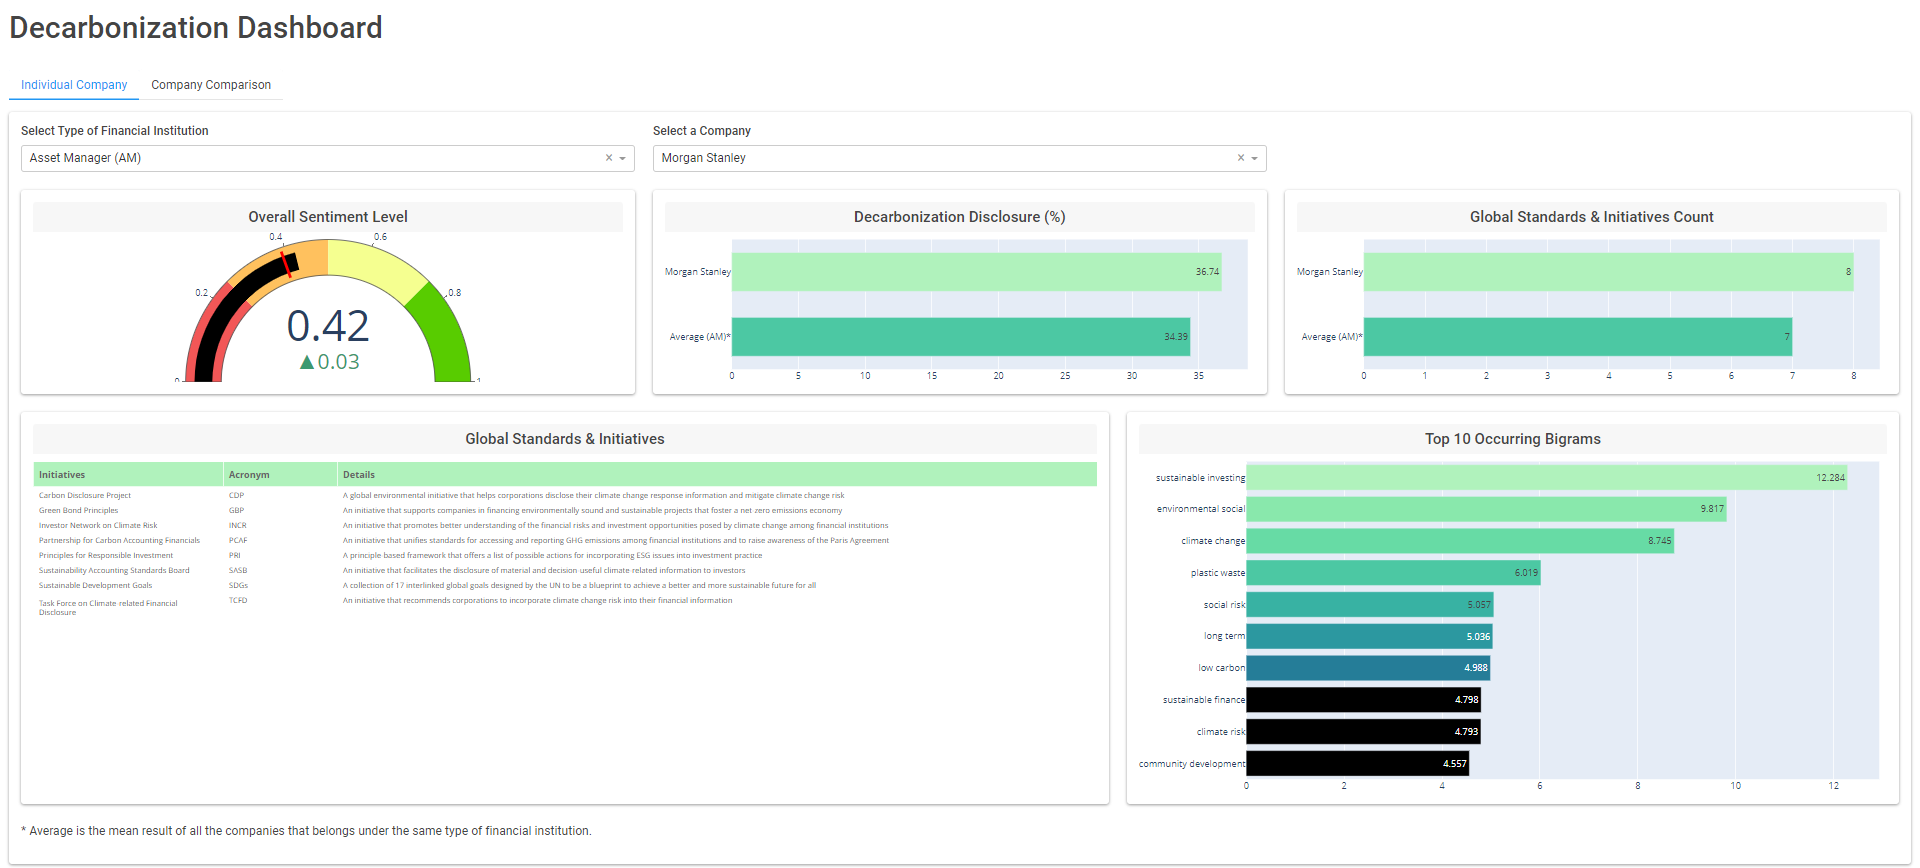 Decarbonization Dashboard
Individual Company
Company Comparison
Select Type of Financial Institution
Select a Company
Asset Manager (AM)
Morgan Stanley
Overall Sentiment Level
0
0.2
0.4
0.6
0.8
1
0.42
▲0.03
Decarbonization Disclosure (%)
Morgan Stanley
36.74
Average (AM)*
34.39
0 5 10 15 20 25 30 35
Global Standards & Initiatives Count
Morgan Stanley
8
Average (AM)*
7
0 1 2 3 4 5 6 7 8
Global Standards & Initiatives
Initiatives Acronym Details
Carbon Disclosure Project CDP A global environmental initiative that helps corporations disclose their climate change response information and mitigate climate change risk
Green Bond Principles GBP An initiative that supports companies in financing environmentally sound and sustainable projects that foster a net zero emissions economy
Investor Network on Climate Risk INCR An initiative that promotes better understanding of the financial risks and investment opportunities posed by climate change among financial institutions
Partnership for Carbon Accounting Financials PCAF An initiative that unifies standards for accessing and reporting GHG emissions among financial institutions and to raise awareness of the Paris Agreement
Principles for Responsible Investment PRI A principle based framework that offers a list of possible actions for incorporating ESG issues into investment practice
Sustainability Accounting Standards Board SASB An initiative that facilitates the disclosure of material and decision-useful climate-related information to investors
Sustainable Development Goals SDGs A collection of 17 interlinked global goals designed by the UN to be a blueprint to achieve a better and more sustainable future for all
Task Force on Climate related Financial TCFD An initiative that recommends corporations to incorporate climate change risk into their financial information
Disclosure
Top 10 Occurring Bigrams
sustainable investing 12.284
environmental social 9.817
climate change 8.745
plastic waste 6.019
social risk 5.057
long term 5.036
low carbon 4.988
sustainable finance 4.798
climate risk 4.793
community development 4.557
0 2 4 6 8 10 12
* Average is the mean result of all the companies that belongs under the same type of financial institution.